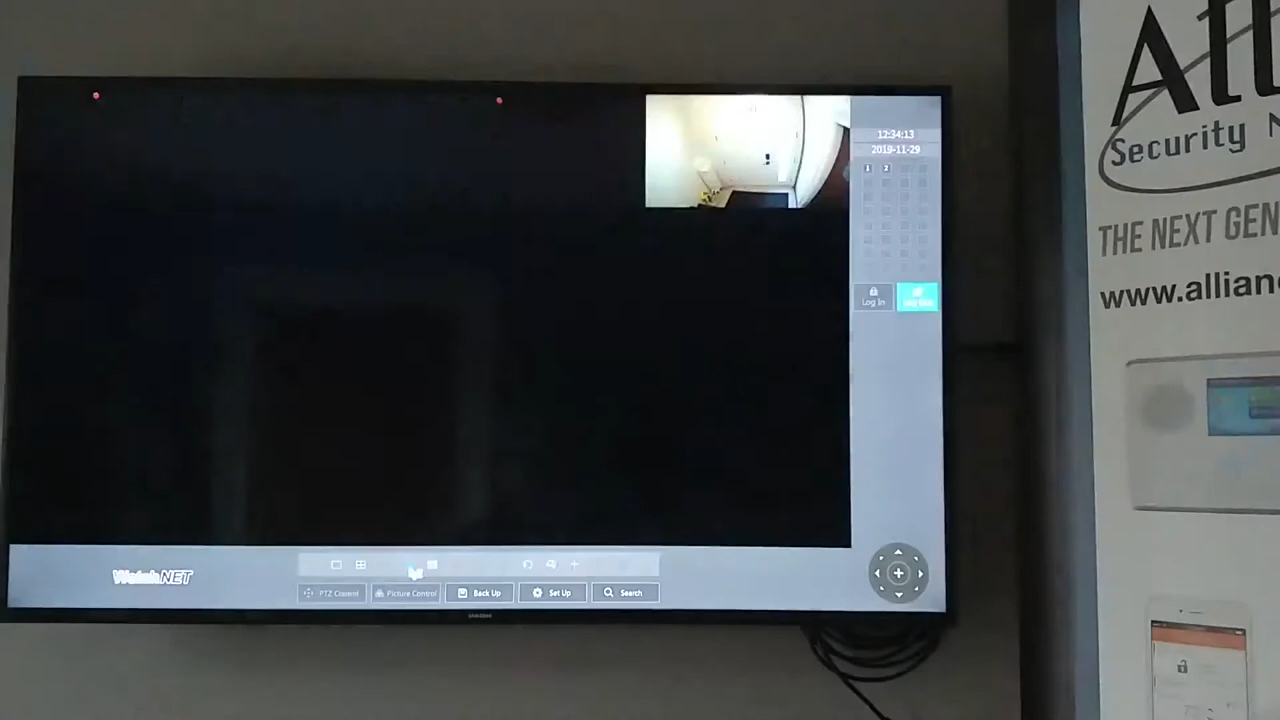 12:34:13
2019-11-29
1 2
Log In
WatchNET
PTZ Control
Picture Control
Back Up
Set Up
Search
SAMSUNG
Security
THE NEXT GEN
www.allian